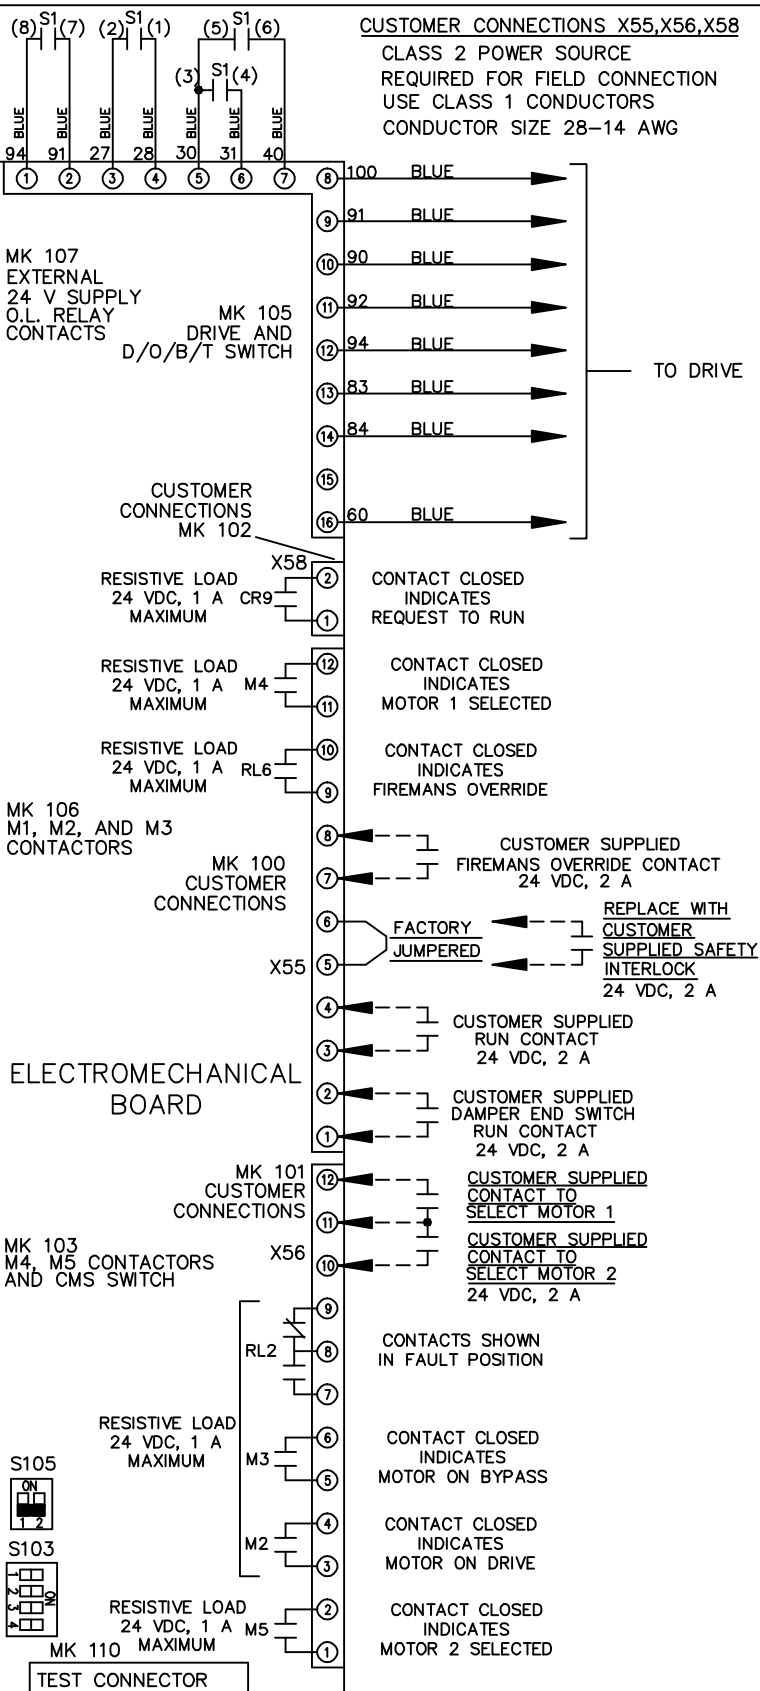 CUSTOMER CONNECTIONS X55,X56,X58
CLASS 2 POWER SOURCE
REQUIRED FOR FIELD CONNECTION
USE CLASS 1 CONDUCTORS
CONDUCTOR SIZE 28–14 AWG
(8) S1 (7)
(2) S1 (1)
(5) S1 (6)
(3) S1 (4)
BLUE BLUE BLUE BLUE BLUE BLUE BLUE
94 91 27 28 30 31 40
1 2 3 4 5 6 7
8 100 BLUE
9 91 BLUE
10 90 BLUE
11 92 BLUE
12 94 BLUE
13 83 BLUE
14 84 BLUE
15
16 60 BLUE
TO DRIVE
MK 107
EXTERNAL
24 V SUPPLY
O.L. RELAY
CONTACTS
MK 105
DRIVE AND
D/O/B/T SWITCH
CUSTOMER
CONNECTIONS
MK 102
X58
RESISTIVE LOAD
24 VDC, 1 A
MAXIMUM
CR9
2
1
CONTACT CLOSED
INDICATES
REQUEST TO RUN
RESISTIVE LOAD
24 VDC, 1 A
MAXIMUM
M4
12
11
CONTACT CLOSED
INDICATES
MOTOR 1 SELECTED
RESISTIVE LOAD
24 VDC, 1 A
MAXIMUM
RL6
10
9
CONTACT CLOSED
INDICATES
FIREMANS OVERRIDE
MK 106
M1, M2, AND M3
CONTACTORS
MK 100
CUSTOMER
CONNECTIONS
8
7
CUSTOMER SUPPLIED
FIREMANS OVERRIDE CONTACT
24 VDC, 2 A
X55
6
5
FACTORY
JUMPERED
REPLACE WITH
CUSTOMER
SUPPLIED SAFETY
INTERLOCK
24 VDC, 2 A
4
3
CUSTOMER SUPPLIED
RUN CONTACT
24 VDC, 2 A
ELECTROMECHANICAL
BOARD
2
1
CUSTOMER SUPPLIED
DAMPER END SWITCH
RUN CONTACT
24 VDC, 2 A
MK 101
CUSTOMER
CONNECTIONS
X56
12
11
10
CUSTOMER SUPPLIED
CONTACT TO
SELECT MOTOR 1
CUSTOMER SUPPLIED
CONTACT TO
SELECT MOTOR 2
24 VDC, 2 A
MK 103
M4, M5 CONTACTORS
AND CMS SWITCH
RL2
9
8
7
CONTACTS SHOWN
IN FAULT POSITION
RESISTIVE LOAD
24 VDC, 1 A
MAXIMUM
M3
6
5
CONTACT CLOSED
INDICATES
MOTOR ON BYPASS
M2
4
3
CONTACT CLOSED
INDICATES
MOTOR ON DRIVE
S105
ON
1 2
S103
1
2
3
4
ON
RESISTIVE LOAD
24 VDC, 1 A
MAXIMUM
M5
2
1
CONTACT CLOSED
INDICATES
MOTOR 2 SELECTED
MK 110
TEST CONNECTOR